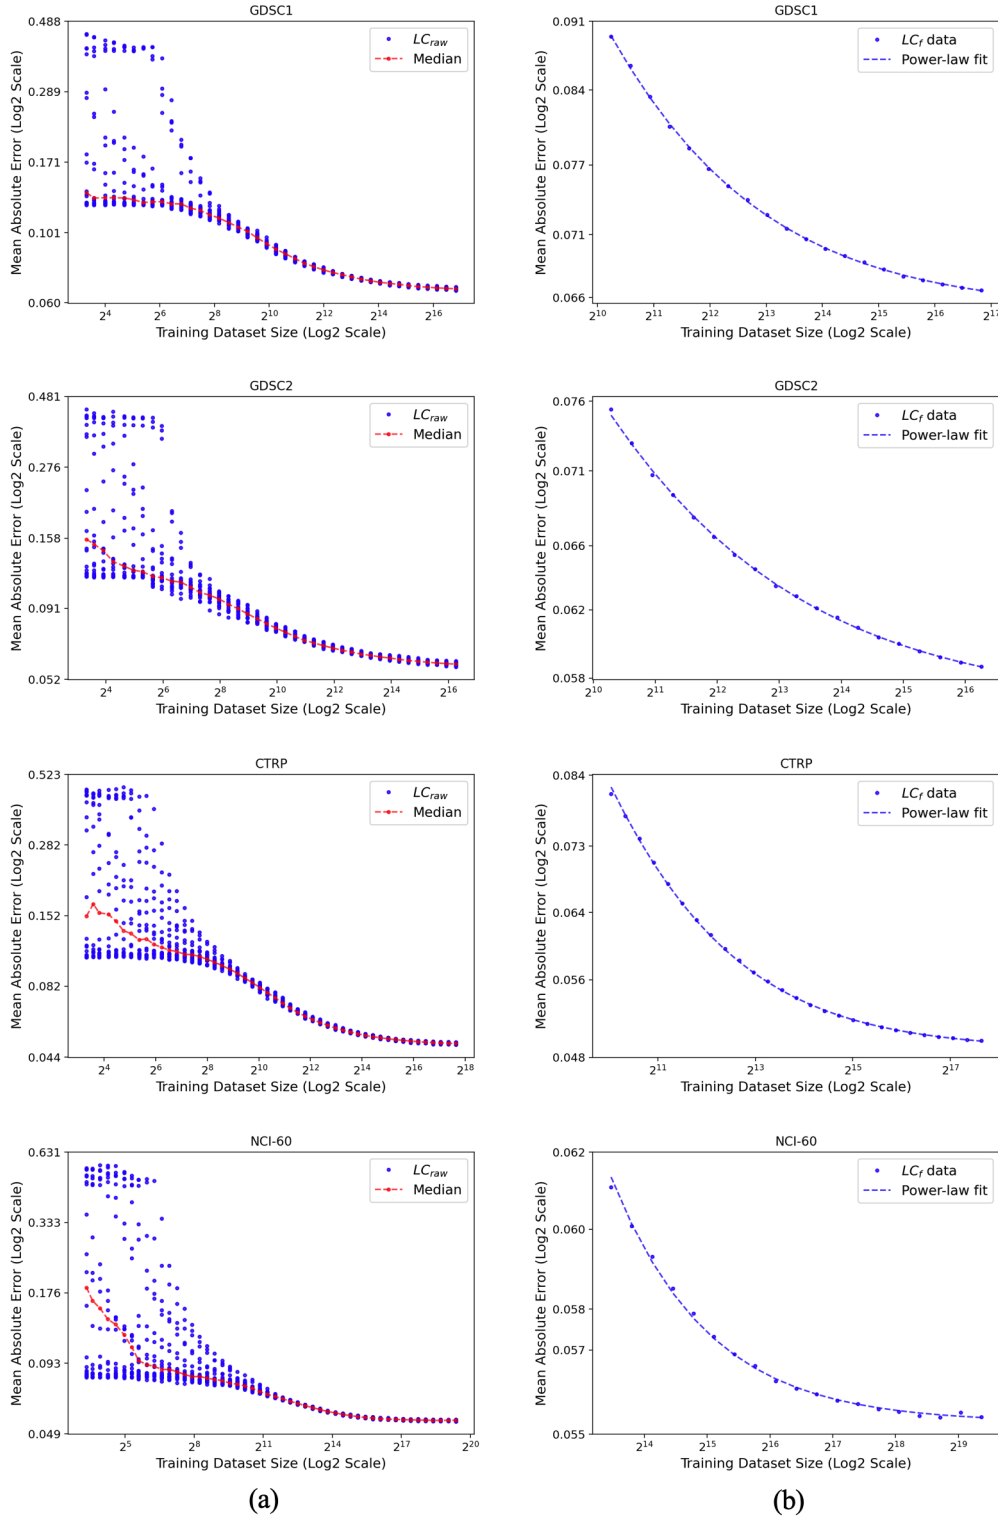 GDSC1
Mean Absolute Error (Log2 Scale)
0.488
0.289
0.171
0.101
0.060
LC_raw
Median
2^4 2^6 2^8 2^10 2^12 2^14 2^16
Training Dataset Size (Log2 Scale)
GDSC1
Mean Absolute Error (Log2 Scale)
0.091
0.084
0.077
0.071
0.066
LC_f data
Power-law fit
2^10 2^11 2^12 2^13 2^14 2^15 2^16 2^17
Training Dataset Size (Log2 Scale)
GDSC2
Mean Absolute Error (Log2 Scale)
0.481
0.276
0.158
0.091
0.052
LC_raw
Median
2^4 2^6 2^8 2^10 2^12 2^14 2^16
Training Dataset Size (Log2 Scale)
GDSC2
Mean Absolute Error (Log2 Scale)
0.076
0.071
0.066
0.062
0.058
LC_f data
Power-law fit
2^10 2^11 2^12 2^13 2^14 2^15 2^16
Training Dataset Size (Log2 Scale)
CTRP
Mean Absolute Error (Log2 Scale)
0.523
0.282
0.152
0.082
0.044
LC_raw
Median
2^4 2^6 2^8 2^10 2^12 2^14 2^16 2^18
Training Dataset Size (Log2 Scale)
CTRP
Mean Absolute Error (Log2 Scale)
0.084
0.073
0.064
0.056
0.048
LC_f data
Power-law fit
2^11 2^13 2^15 2^17
Training Dataset Size (Log2 Scale)
NCI-60
Mean Absolute Error (Log2 Scale)
0.631
0.333
0.176
0.093
0.049
LC_raw
Median
2^5 2^8 2^11 2^14 2^17 2^20
Training Dataset Size (Log2 Scale)
NCI-60
Mean Absolute Error (Log2 Scale)
0.062
0.060
0.058
0.057
0.055
LC_f data
Power-law fit
2^14 2^15 2^16 2^17 2^18 2^19
Training Dataset Size (Log2 Scale)
(a)
(b)